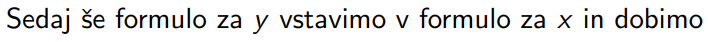 Sedaj še formulo za y vstavimo v formulo za x in dobimo